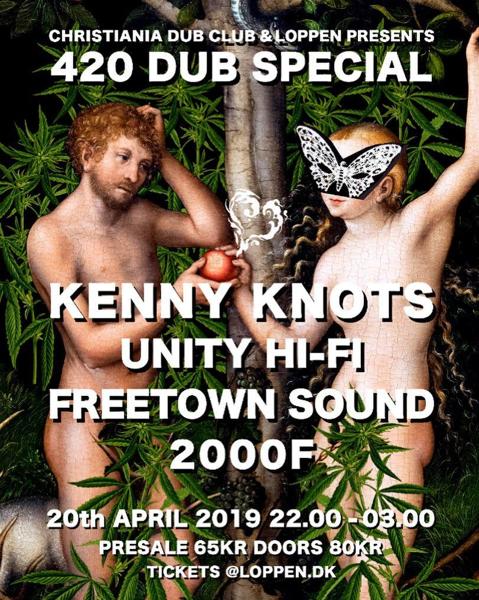 CHRISTIANIA DUB CLUB & LOPPEN PRESENTS
420 DUB SPECIAL
KENNY KNOTS
UNITY HI-FI
FREETOWN SOUND
2000F
20th APRIL 2019 22.00 - 03.00
PRESALE 65KR DOORS 80KR
TICKETS @LOPPEN.DK